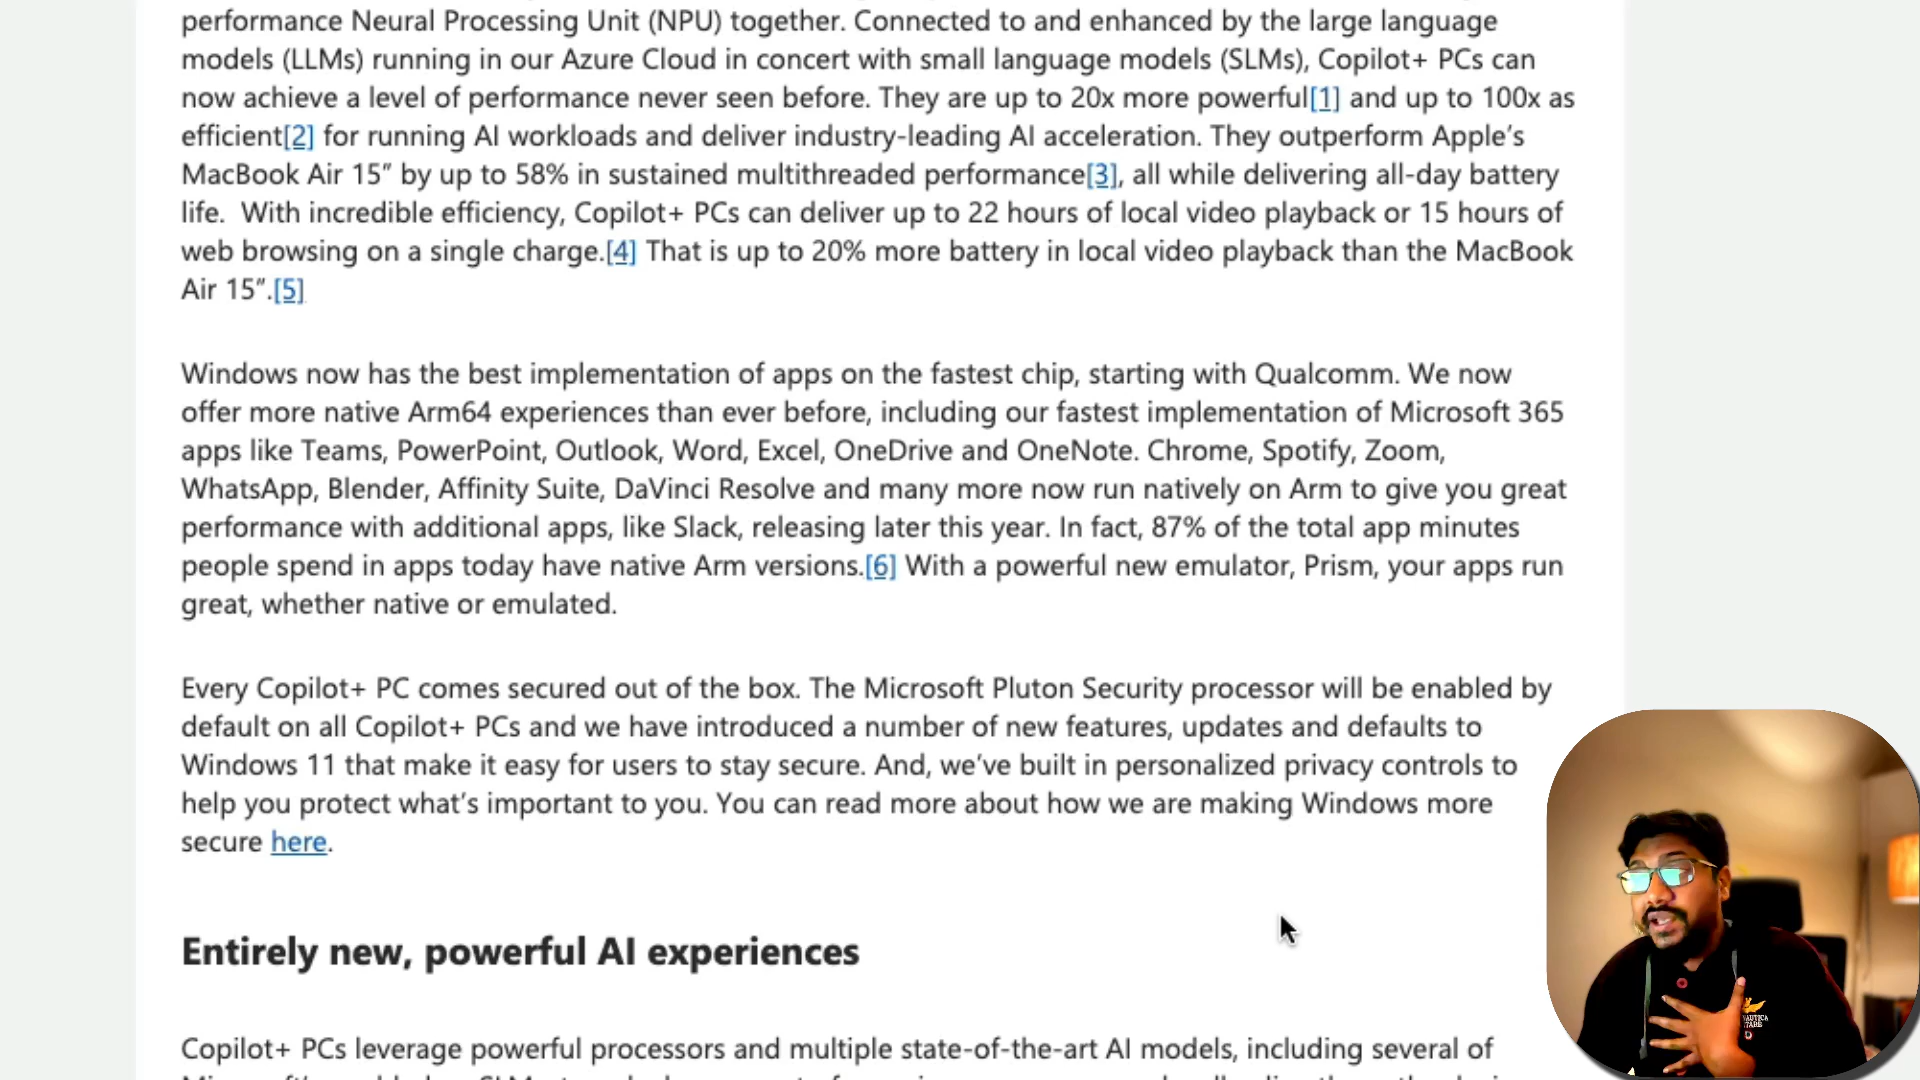 performance Neural Processing Unit (NPU) together. Connected to and enhanced by the large language
models (LLMs) running in our Azure Cloud in concert with small language models (SLMs), Copilot+ PCs can
now achieve a level of performance never seen before. They are up to 20x more powerful[1] and up to 100x as
efficient[2] for running AI workloads and deliver industry-leading AI acceleration. They outperform Apple’s
MacBook Air 15” by up to 58% in sustained multithreaded performance[3], all while delivering all-day battery
life.  With incredible efficiency, Copilot+ PCs can deliver up to 22 hours of local video playback or 15 hours of
web browsing on a single charge.[4] That is up to 20% more battery in local video playback than the MacBook
Air 15”.[5]
Windows now has the best implementation of apps on the fastest chip, starting with Qualcomm. We now
offer more native Arm64 experiences than ever before, including our fastest implementation of Microsoft 365
apps like Teams, PowerPoint, Outlook, Word, Excel, OneDrive and OneNote. Chrome, Spotify, Zoom,
WhatsApp, Blender, Affinity Suite, DaVinci Resolve and many more now run natively on Arm to give you great
performance with additional apps, like Slack, releasing later this year. In fact, 87% of the total app minutes
people spend in apps today have native Arm versions.[6] With a powerful new emulator, Prism, your apps run
great, whether native or emulated.
Every Copilot+ PC comes secured out of the box. The Microsoft Pluton Security processor will be enabled by
default on all Copilot+ PCs and we have introduced a number of new features, updates and defaults to
Windows 11 that make it easy for users to stay secure. And, we’ve built in personalized privacy controls to
help you protect what’s important to you. You can read more about how we are making Windows more
secure here.
Entirely new, powerful AI experiences
Copilot+ PCs leverage powerful processors and multiple state-of-the-art AI models, including several of